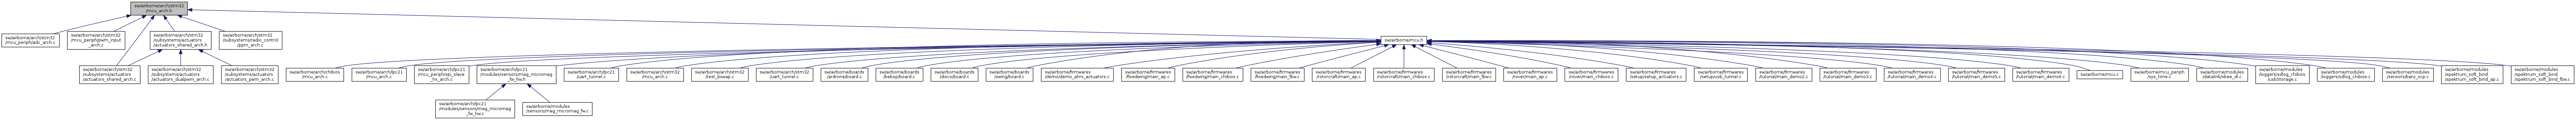 sw/airborne/arch/stm32
/mcu_arch.h
sw/airborne/mcu.h
sw/airborne/arch/stm32
/mcu_periph/adc_arch.c
sw/airborne/arch/stm32
/mcu_periph/pwm_input
_arch.c
sw/airborne/arch/stm32
/subsystems/actuators
/actuators_shared_arch.h
sw/airborne/arch/stm32
/subsystems/radio_control
/ppm_arch.c
sw/airborne/arch/stm32
/subsystems/actuators
/actuators_shared_arch.c
sw/airborne/arch/stm32
/subsystems/actuators
/actuators_dualpwm_arch.c
sw/airborne/arch/stm32
/subsystems/actuators
/actuators_pwm_arch.c
sw/airborne/arch/chibios
/mcu_arch.c
sw/airborne/arch/lpc21
/mcu_arch.c
sw/airborne/arch/lpc21
/mcu_periph/spi_slave
_hs_arch.c
sw/airborne/arch/lpc21
/modules/sensors/mag_micromag
_fw_hw.h
sw/airborne/arch/lpc21
/uart_tunnel.c
sw/airborne/arch/stm32
/mcu_arch.c
sw/airborne/arch/stm32
/test_bswap.c
sw/airborne/arch/stm32
/uart_tunnel.c
sw/airborne/boards
/ardrone/board.c
sw/airborne/boards
/bebop/board.c
sw/airborne/boards
/disco/board.c
sw/airborne/boards
/swing/board.c
sw/airborne/firmwares
/demo/demo_ahrs_actuators.c
sw/airborne/firmwares
/fixedwing/main_ap.c
sw/airborne/firmwares
/fixedwing/main_chibios.c
sw/airborne/firmwares
/fixedwing/main_fbw.c
sw/airborne/firmwares
/rotorcraft/main_ap.c
sw/airborne/firmwares
/rotorcraft/main_chibios.c
sw/airborne/firmwares
/rotorcraft/main_fbw.c
sw/airborne/firmwares
/rover/main_ap.c
sw/airborne/firmwares
/rover/main_chibios.c
sw/airborne/firmwares
/setup/setup_actuators.c
sw/airborne/firmwares
/setup/usb_tunnel.c
sw/airborne/firmwares
/tutorial/main_demo2.c
sw/airborne/firmwares
/tutorial/main_demo3.c
sw/airborne/firmwares
/tutorial/main_demo4.c
sw/airborne/firmwares
/tutorial/main_demo5.c
sw/airborne/firmwares
/tutorial/main_demo6.c
sw/airborne/mcu.c
sw/airborne/mcu_periph
/sys_time.c
sw/airborne/modules
/datalink/xbee_dl.c
sw/airborne/modules
/loggers/sdlog_chibios
/usbStorage.c
sw/airborne/modules
/loggers/sdlog_chibios.c
sw/airborne/modules
/sensors/baro_scp.c
sw/airborne/modules
/spektrum_soft_bind
/spektrum_soft_bind_ap.c
sw/airborne/modules
/spektrum_soft_bind
/spektrum_soft_bind_fbw.c
sw/airborne/arch/lpc21
/modules/sensors/mag_micromag
_fw_hw.c
sw/airborne/modules
/sensors/mag_micromag_fw.c